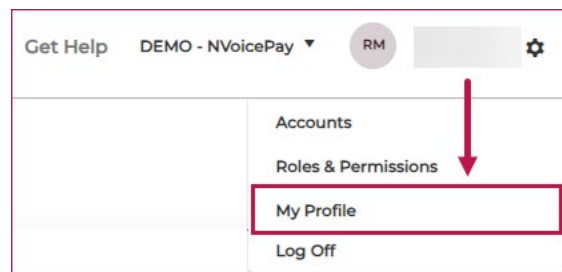 Get Help DEMO - NVoicePay RM
Accounts
Roles & Permissions
My Profile
Log Off